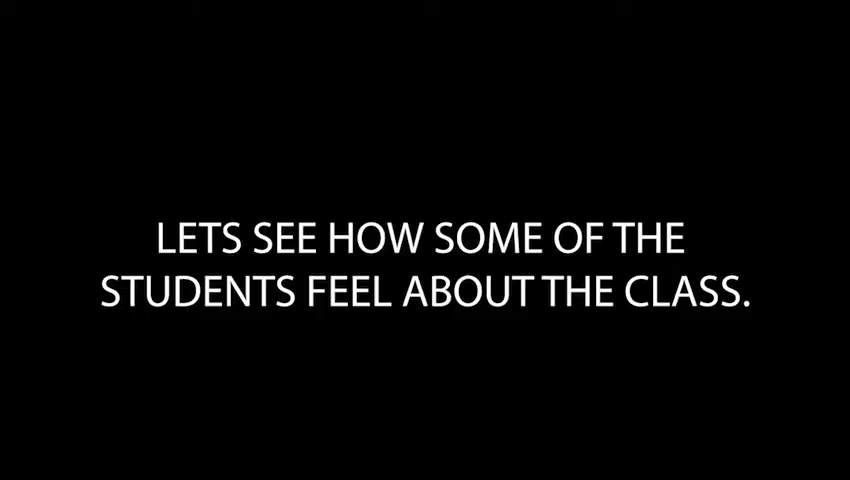 LETS SEE HOW SOME OF THE
STUDENTS FEEL ABOUT THE CLASS.